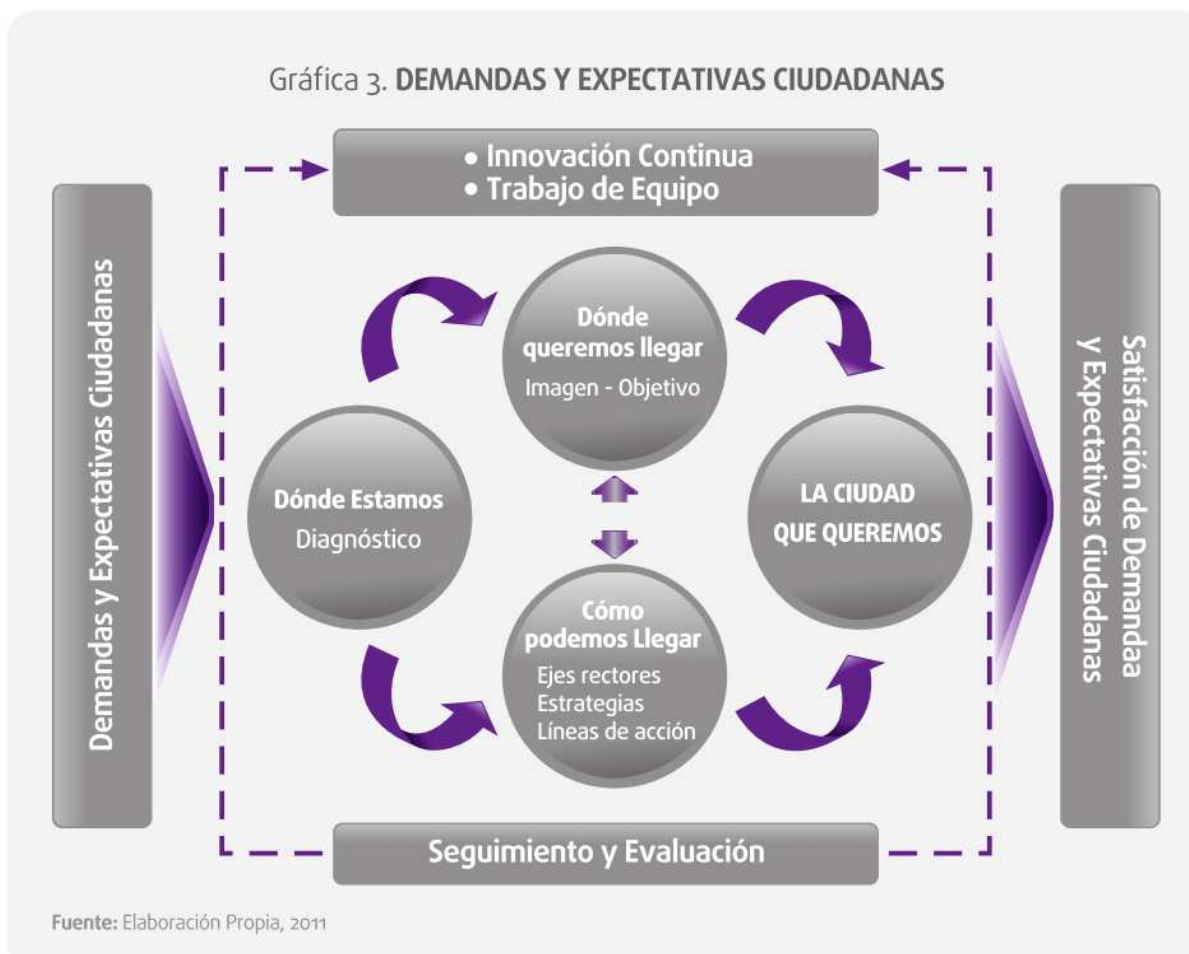 Gráfica 3. DEMANDAS Y EXPECTATIVAS CIUDADANAS
• Innovación Continua
• Trabajo de Equipo
Demandas y Expectativas Ciudadanas
Dónde
queremos llegar
Imagen - Objetivo
Dónde Estamos
Diagnóstico
LA CIUDAD
QUE QUEREMOS
Cómo
podemos Llegar
Ejes rectores
Estrategias
Líneas de acción
Satisfacción de Demandaa
y Expectativas Ciudadanas
Seguimiento y Evaluación
Fuente: Elaboración Propia, 2011